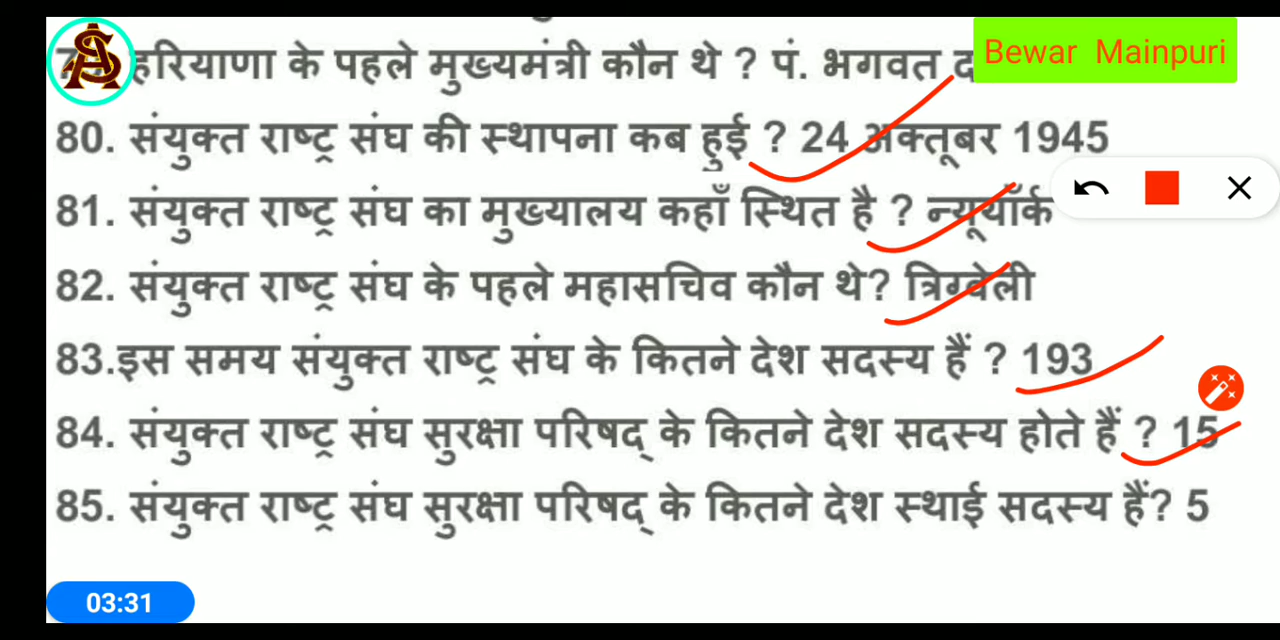 हरियाणा के पहले मुख्यमंत्री कौन थे ? पं. भगवत
Bewar Mainpuri
80. संयुक्त राष्ट्र संघ की स्थापना कब हुई ? 24 अक्तूबर 1945
81. संयुक्त राष्ट्र संघ का मुख्यालय कहाँ स्थित है ? न्यूयॉर्क
82. संयुक्त राष्ट्र संघ के पहले महासचिव कौन थे? त्रिग्वेली
83.इस समय संयुक्त राष्ट्र संघ के कितने देश सदस्य हैं ? 193
84. संयुक्त राष्ट्र संघ सुरक्षा परिषद् के कितने देश सदस्य होते हैं ? 15
85. संयुक्त राष्ट्र संघ सुरक्षा परिषद् के कितने देश स्थाई सदस्य हैं? 5
03:31